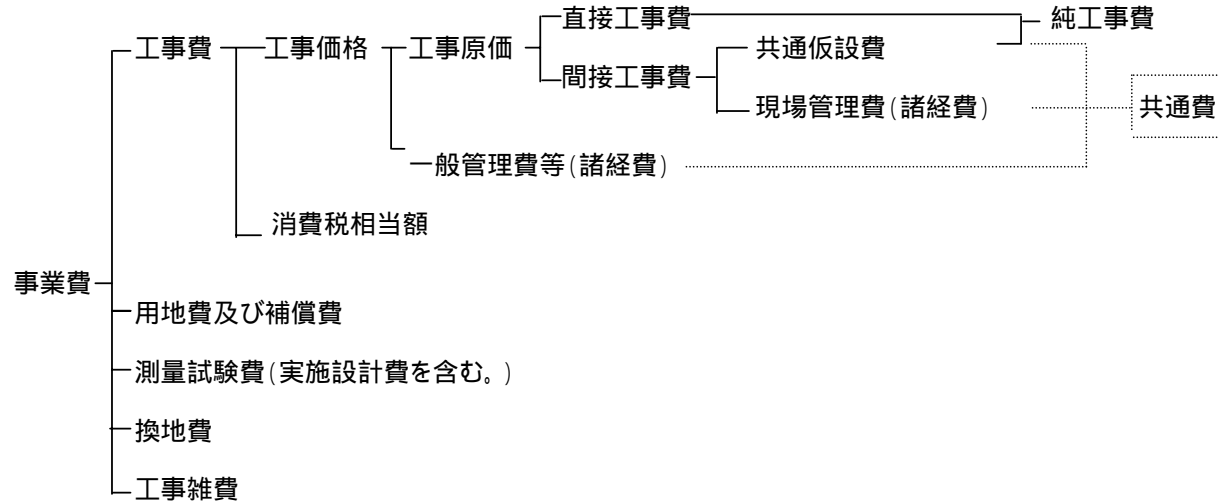 直接工事費 純工事費
工事費 工事価格 工事原価 共通仮設費
間接工事費
現場管理費(諸経費) 共通費
一般管理費等(諸経費)
消費税相当額
事業費
用地費及び補償費
測量試験費(実施設計費を含む。)
換地費
工事雑費